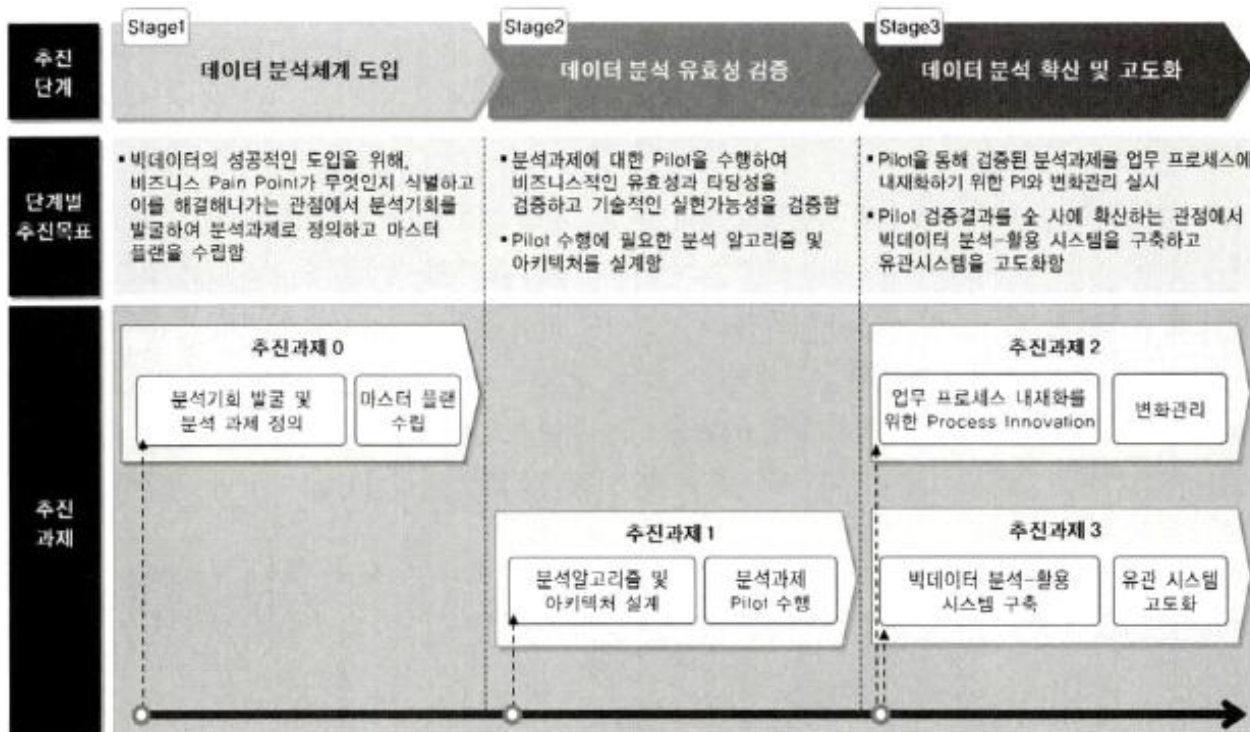 추진
단계
Stage1
데이터 분석체계 도입
Stage2
데이터 분석 유효성 검증
Stage3
데이터 분석 확산 및 고도화
단계별
추진목표
▪ 빅데이터의 성공적인 도입을 위해,
비즈니스 Pain Point가 무엇인지 식별하고
이를 해결해나가는 관점에서 분석기회를
발굴하여 분석과제로 정의하고 마스터
플랜을 수립함
▪ 분석과제에 대한 Pilot을 수행하여
비즈니스적인 유효성과 타당성을
검증하고 기술적인 실현가능성을 검증함
▪ Pilot 수행에 필요한 분석 알고리즘 및
아키텍처를 설계함
▪ Pilot을 통해 검증된 분석과제를 업무 프로세스에
내재화하기 위한 PI와 변화관리 실시
▪ Pilot 검증결과를 全 사에 확산하는 관점에서
빅데이터 분석-활용 시스템을 구축하고
유관시스템을 고도화함
추진
과제
추진과제 0
분석기회 발굴 및
분석 과제 정의
마스터 플랜
수립
추진과제 1
분석알고리즘 및
아키텍처 설계
분석과제
Pilot 수행
추진과제 2
업무 프로세스 내재화를
위한 Process Innovation
변화관리
추진과제 3
빅데이터 분석-활용
시스템 구축
유관 시스템
고도화